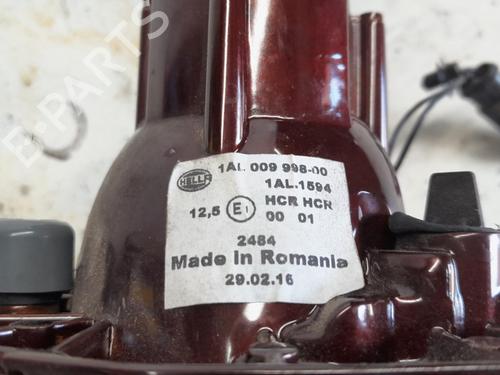 B-PARTS
1AL 009 998-00
HELLA
1AL.1594
HCR HCR
12,5 E1 00 01
2484
Made in Romania
29.02.16